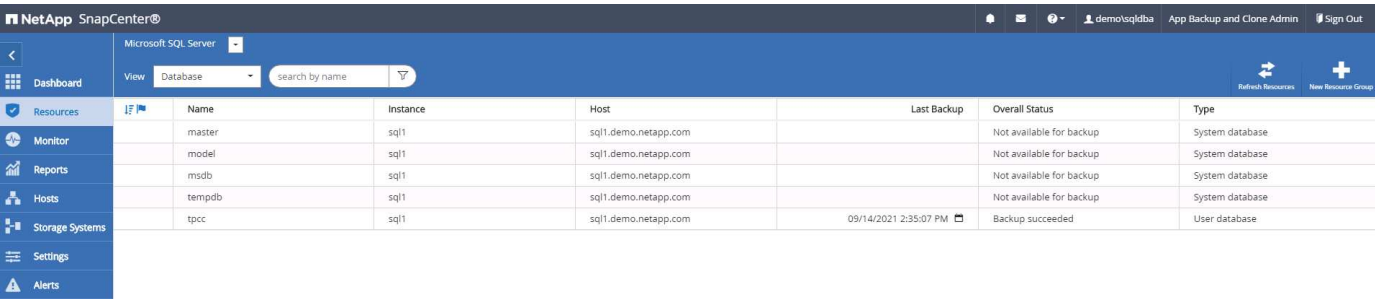 NetApp SnapCenter® demo\sqldba App Backup and Clone Admin Sign Out
Microsoft SQL Server
Dashboard View Database search by name Refresh Resources New Resource Group
Resources Name Instance Host Last Backup Overall Status Type
master sql1 sql1.demo.netapp.com Not available for backup System database
Monitor
model sql1 sql1.demo.netapp.com Not available for backup System database
Reports msdb sql1 sql1.demo.netapp.com Not available for backup System database
Hosts tempdb sql1 sql1.demo.netapp.com Not available for backup System database
tpcc sql1 sql1.demo.netapp.com 09/14/2021 2:35:07 PM Backup succeeded User database
Storage Systems
Settings
Alerts